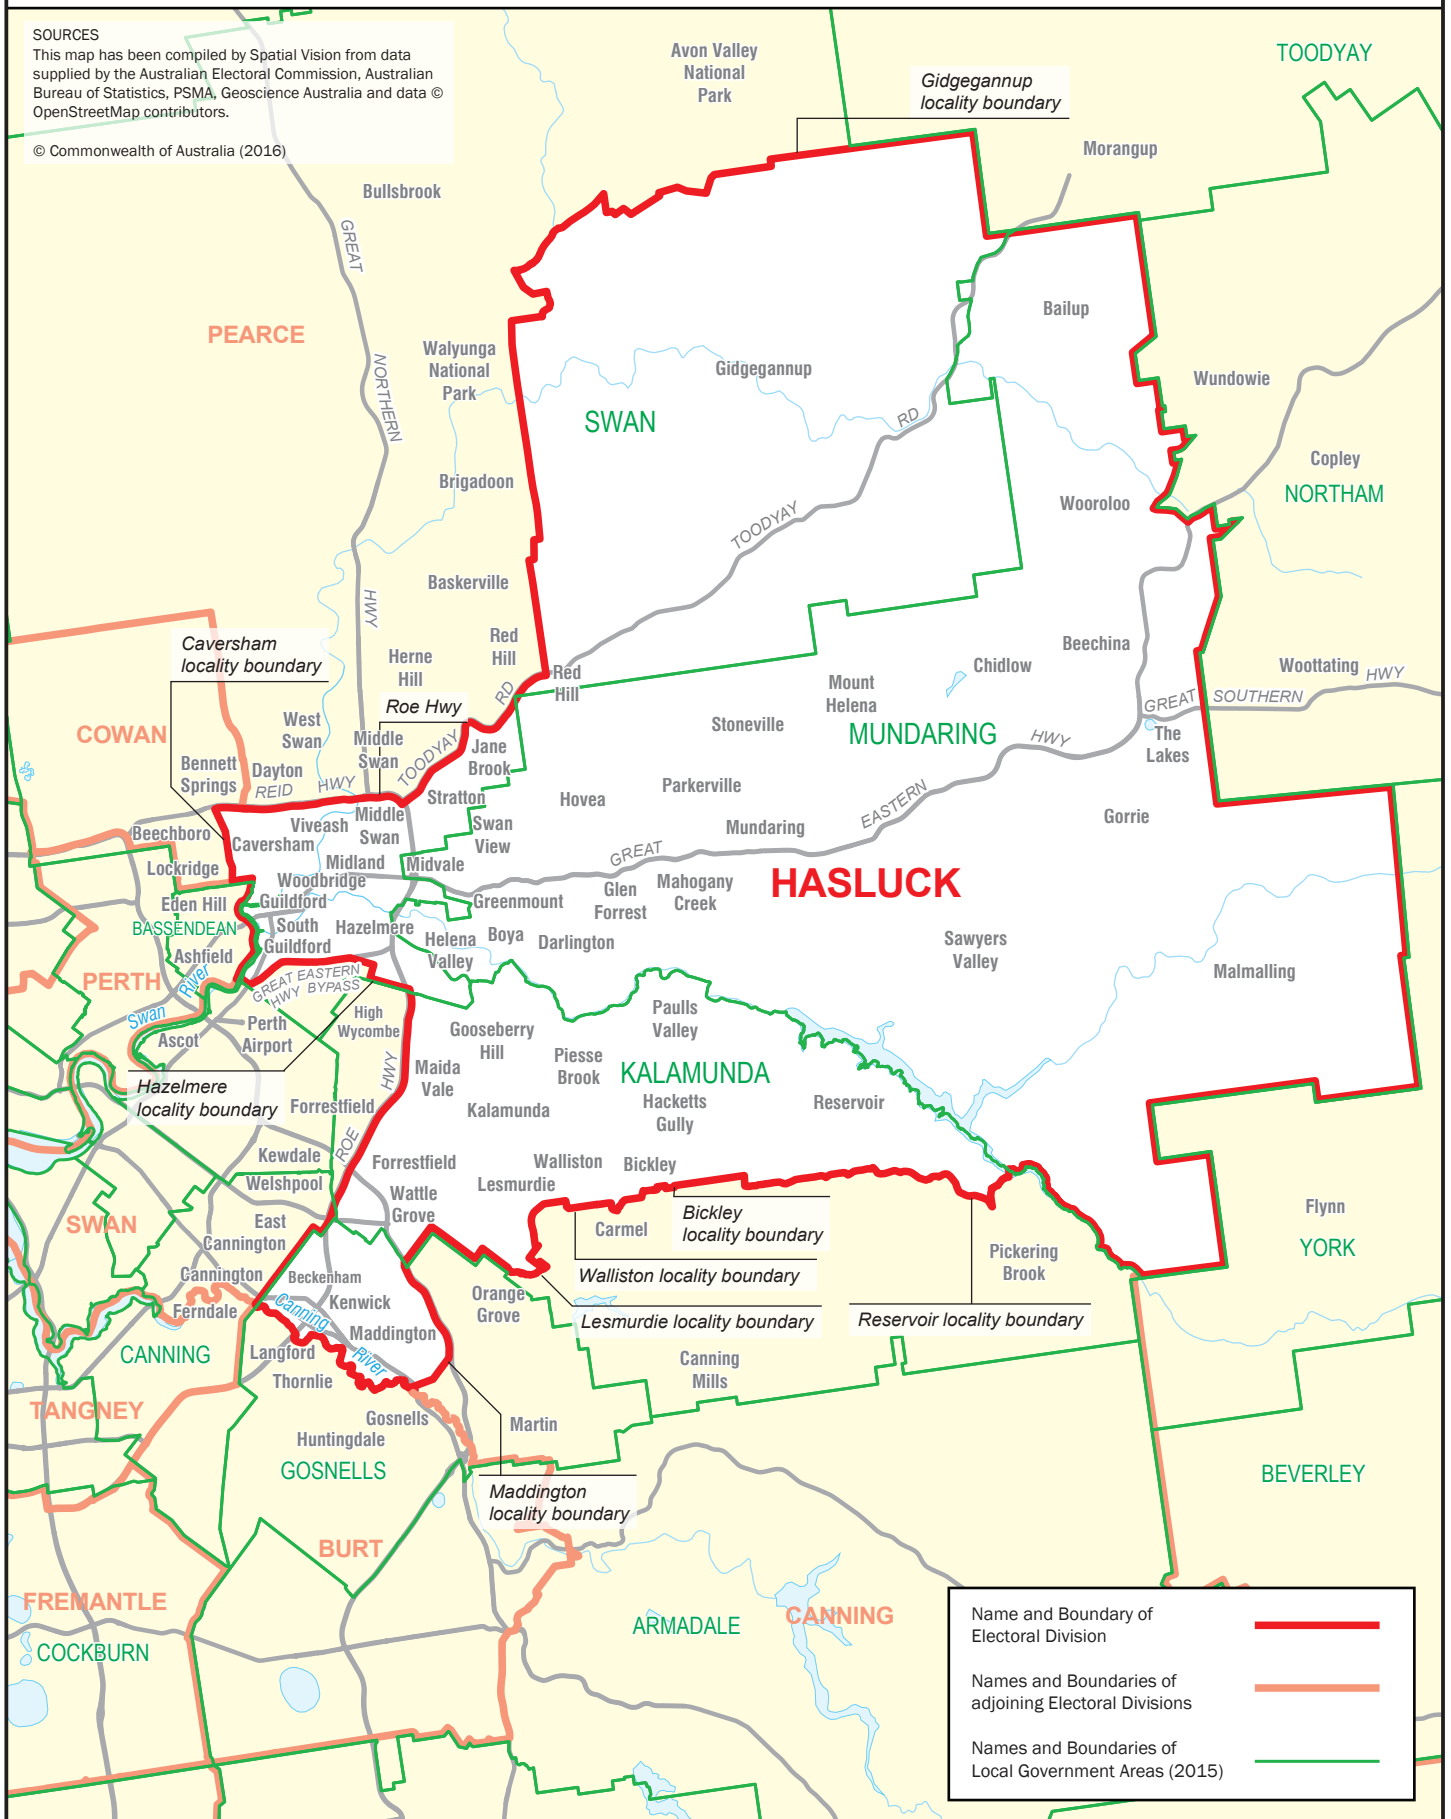 SOURCES
This map has been compiled by Spatial Vision from data
supplied by the Australian Electoral Commission, Australian
Bureau of Statistics, PSMA, Geoscience Australia and data ©
OpenStreetMap contributors.
© Commonwealth of Australia (2016)
Avon Valley
National
Park
TOODYAY
Gidgegannup
locality boundary
Morangup
Bullsbrook
GREAT
PEARCE
Bailup
Walyunga
National
Park
NORTHERN
Gidgegannup
Wundowie
SWAN
RD
Copley
NORTHAM
Brigadoon
Wooroloo
TOODYAY
Baskerville
HWY
Red
Hill
Caversham
locality boundary
Herne
Hill
Beechina
Chidlow
Woottating
HWY
Red
Hill
RD
Mount
Helena
GREAT
SOUTHERN
Roe Hwy
West
Swan
COWAN
Stoneville
MUNDARING
HWY
The
Lakes
Middle
Swan
TOODYAY
Jane
Brook
Bennett
Springs
Dayton
REID
HWY
Parkerville
EASTERN
Stratton
Hovea
Middle
Swan
Viveash
Swan
View
Mundaring
Gorrie
Beechboro
Caversham
GREAT
Lockridge
Midland
Midvale
Woodbridge
Mahogany
Creek
HASLUCK
Glen
Forrest
Eden Hill
Guildford
Greenmount
BASSENDEAN
South
Guildford
Hazelmere
Helena
Valley
Boya
Darlington
Sawyers
Valley
Ashfield
Malmalling
PERTH
River
GREAT EASTERN
HWY BYPASS
Swan
High
Wycombe
Paulls
Valley
Perth
Airport
Ascot
Gooseberry
Hill
Piesse
Brook
KALAMUNDA
Maida
Vale
HWY
Hazelmere
locality boundary
Forrestfield
Kalamunda
Hacketts
Gully
Reservoir
Kewdale
ROE
Forrestfield
Walliston
Bickley
Welshpool
Lesmurdie
Wattle
Grove
SWAN
East
Cannington
Carmel
Bickley
locality boundary
Flynn
YORK
Pickering
Brook
Walliston locality boundary
Cannington
Beckenham
Orange
Grove
Ferndale
Canning
Kenwick
Lesmurdie locality boundary
Reservoir locality boundary
Maddington
CANNING
Langford
River
Thornlie
Canning
Mills
TANGNEY
Gosnells
Martin
Huntingdale
GOSNELLS
BEVERLEY
Maddington
locality boundary
BURT
FREMANTLE
ARMADALE
CANNING
COCKBURN
Name and Boundary of
Electoral Division
Names and Boundaries of
adjoining Electoral Divisions
Names and Boundaries of
Local Government Areas (2015)